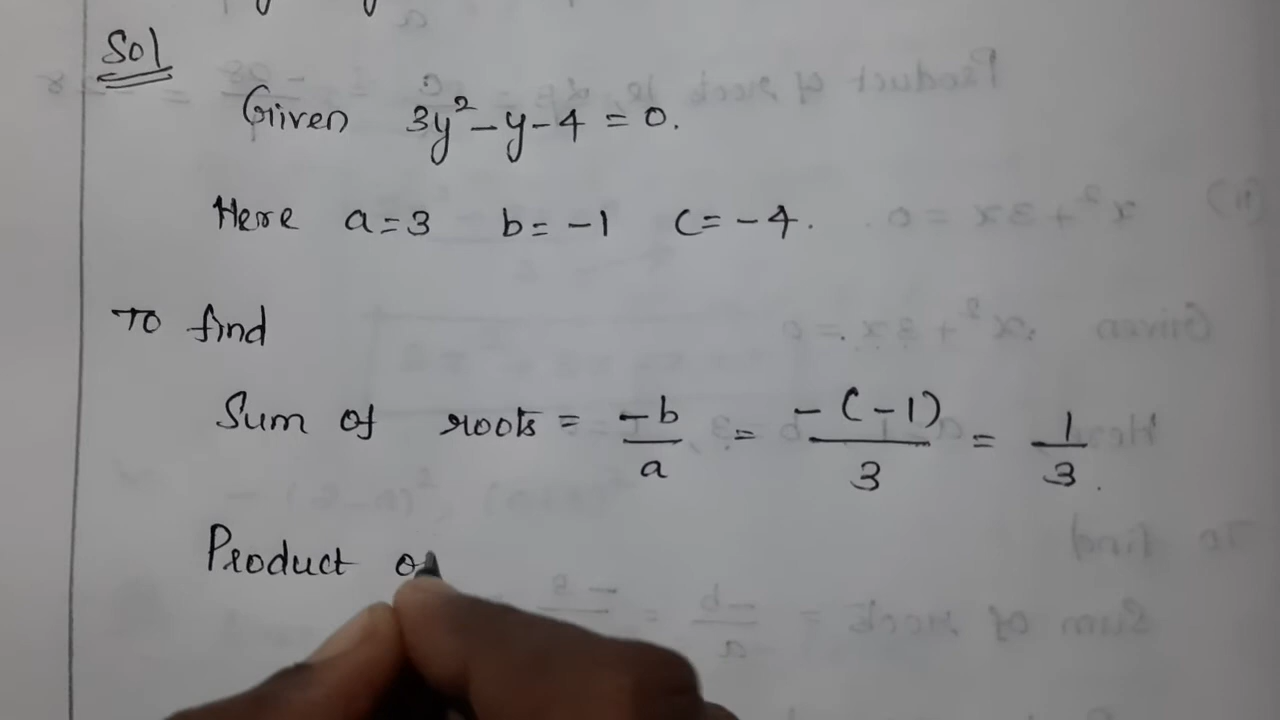 Sol
Given 3y² - y - 4 = 0.
Here a = 3 b = -1 c = -4.
To find
Sum of roots = -b/a = -(-1)/3 = 1/3.
Product